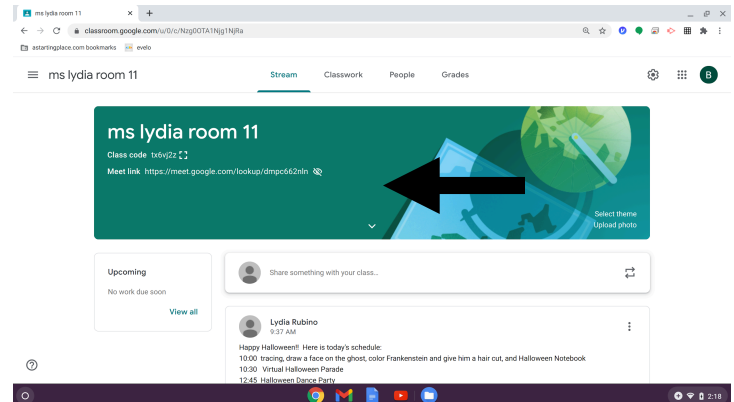 ms lydia room 11
classroom.google.com/u/0/c/Nzg0OTA1Njg1NjRa
astartingplace.com bookmarks
evelo
ms lydia room 11
Stream
Classwork
People
Grades
B
ms lydia room 11
Class code tx6vj2z
Meet link https://meet.google.com/lookup/dmpc662nln
Select theme
Upload photo
Upcoming
No work due soon
View all
Share something with your class...
Lydia Rubino
9:37 AM
Happy Halloween!! Here is today's schedule:
10:00 tracing, draw a face on the ghost, color Frankenstein and give him a hair cut, and Halloween Notebook
10:30 Virtual Halloween Parade
12:45 Halloween Dance Party
2:18